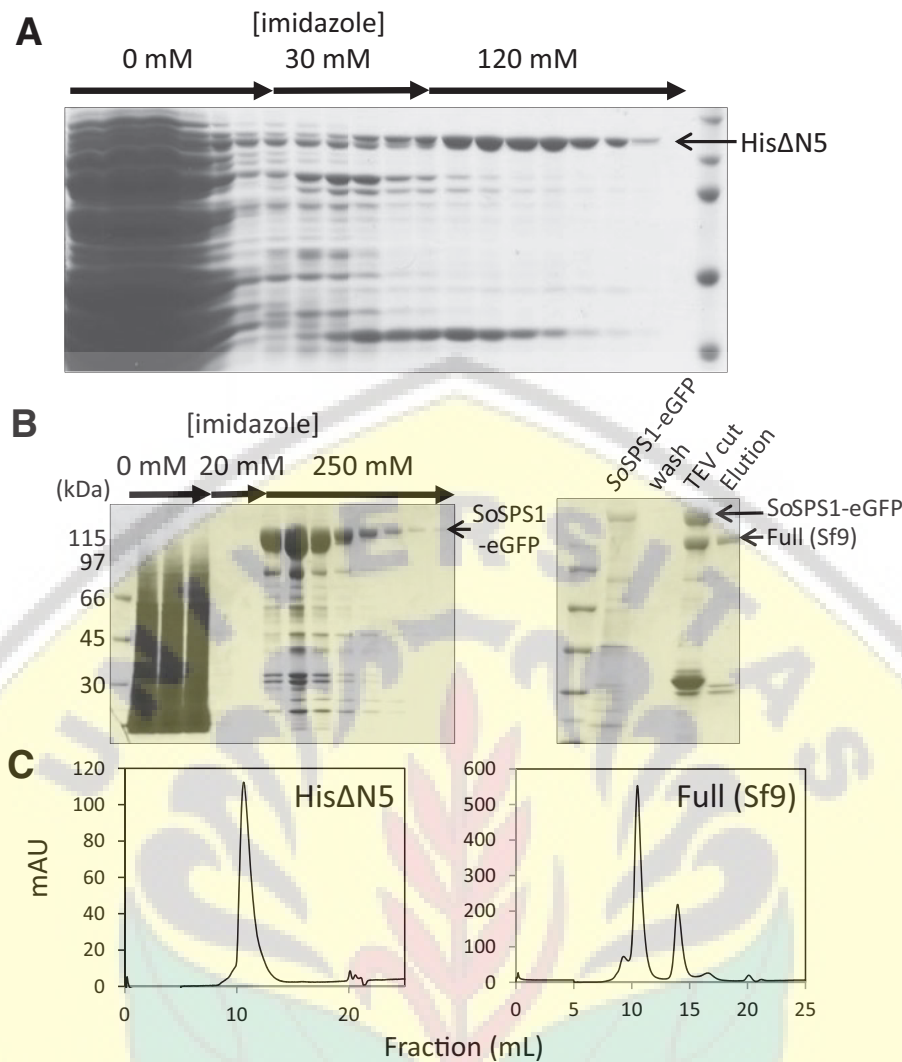 A
[imidazole]
0 mM 30 mM 120 mM
HisΔN5
B
[imidazole]
0 mM 20 mM 250 mM
(kDa)
115
97
66
45
30
SoSPS1
-eGFP
SoSPS1-eGFP
wash
TEV cut
Elution
SoSPS1-eGFP
Full (Sf9)
UNIVERSITAS
C
mAU
120
100
80
60
40
20
0
0 10 20
HisΔN5
600
500
400
300
200
100
0
0 5 10 15 20 25
Full (Sf9)
Fraction (mL)